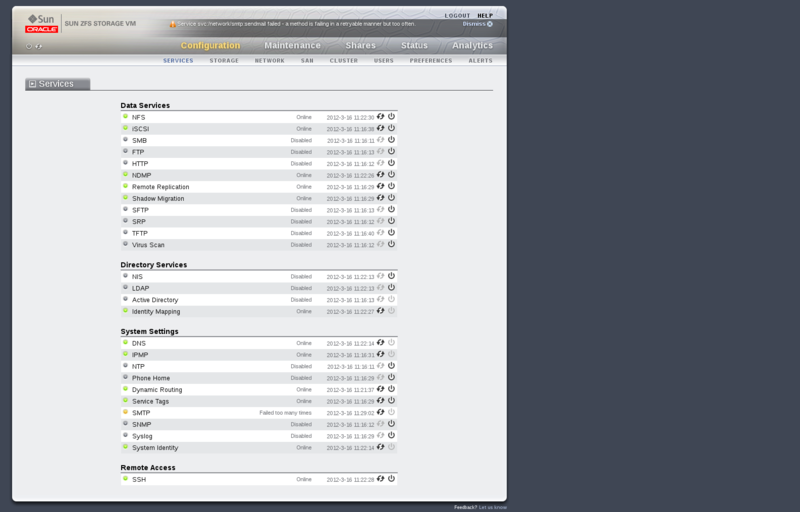 LOGOUT HELP
Sun
ORACLE
SUN ZFS STORAGE VM
Service svc:/network/smtp:sendmail failed - a method is failing in a retryable manner but too often.
Dismiss
Configuration Maintenance Shares Status Analytics
SERVICES STORAGE NETWORK SAN CLUSTER USERS PREFERENCES ALERTS
Services
Data Services
NFS Online 2012-3-16 11:22:30
iSCSI Online 2012-3-16 11:16:38
SMB Disabled 2012-3-16 11:16:11
FTP Disabled 2012-3-16 11:16:13
HTTP Disabled 2012-3-16 11:16:12
NDMP Online 2012-3-16 11:22:26
Remote Replication Online 2012-3-16 11:16:29
Shadow Migration Online 2012-3-16 11:16:28
SFTP Disabled 2012-3-16 11:16:13
SRP Disabled 2012-3-16 11:16:12
TFTP Disabled 2012-3-16 11:16:40
Virus Scan Disabled 2012-3-16 11:16:12
Directory Services
NIS Disabled 2012-3-16 11:22:13
LDAP Disabled 2012-3-16 11:22:13
Active Directory Disabled 2012-3-16 11:16:13
Identity Mapping Online 2012-3-16 11:22:27
System Settings
DNS Online 2012-3-16 11:22:14
IPMP Online 2012-3-16 11:16:31
NTP Disabled 2012-3-16 11:16:11
Phone Home Disabled 2012-3-16 11:16:28
Dynamic Routing Online 2012-3-16 11:21:37
Service Tags Online 2012-3-16 11:16:29
SMTP Failed too many times 2012-3-16 11:29:02
SNMP Disabled 2012-3-16 11:16:12
Syslog Disabled 2012-3-16 11:16:29
System Identity Online 2012-3-16 11:22:14
Remote Access
SSH Online 2012-3-16 11:22:28
Feedback? Let us know